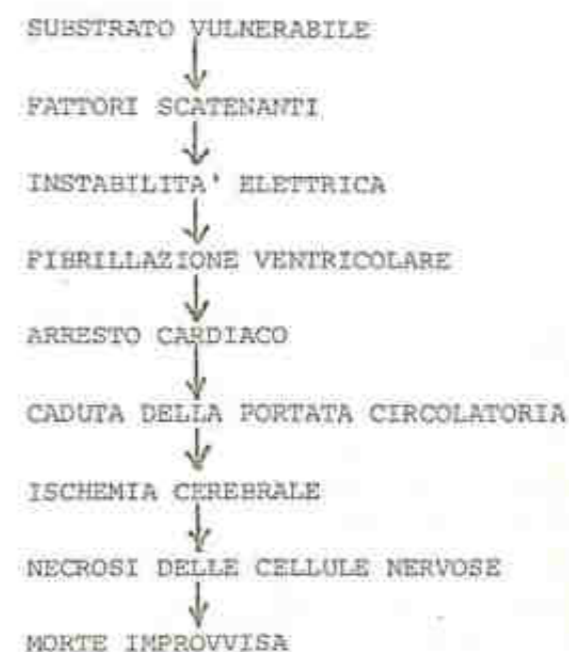 SUBSTRATO VULNERABILE
FATTORI SCATENANTI
INSTABILITA' ELETTRICA
FIBRILLAZIONE VENTRICOLARE
ARRESTO CARDIACO
CADUTA DELLA PORTATA CIRCOLATORIA
ISCHEMIA CEREBRALE
NECROSI DELLE CELLULE NERVOSE
MORTE IMPROVVISA